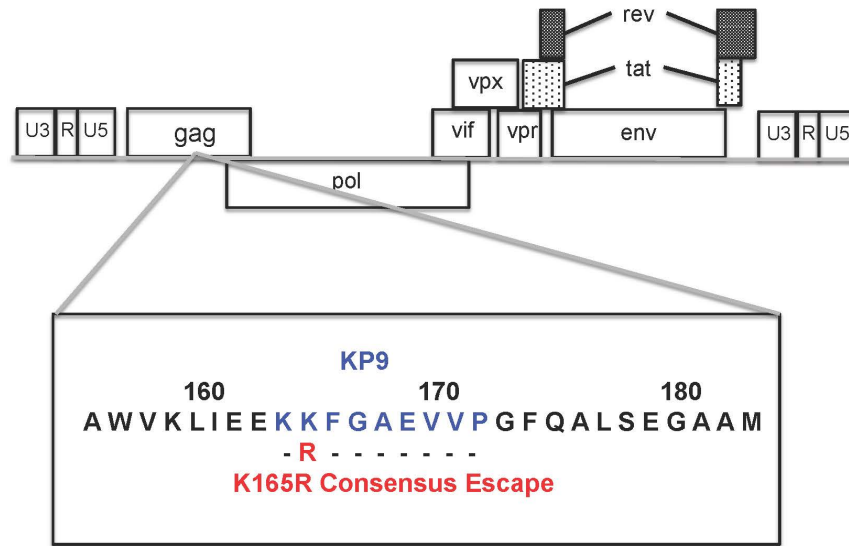 rev
tat
vpx
U3 R U5
gag
vif
vpr
env
U3 R U5
pol
KP9
160 170 180
A W V K L I E E K K F G A E V V P G F Q A L S E G A A M
- R - - - - - - -
K165R Consensus Escape